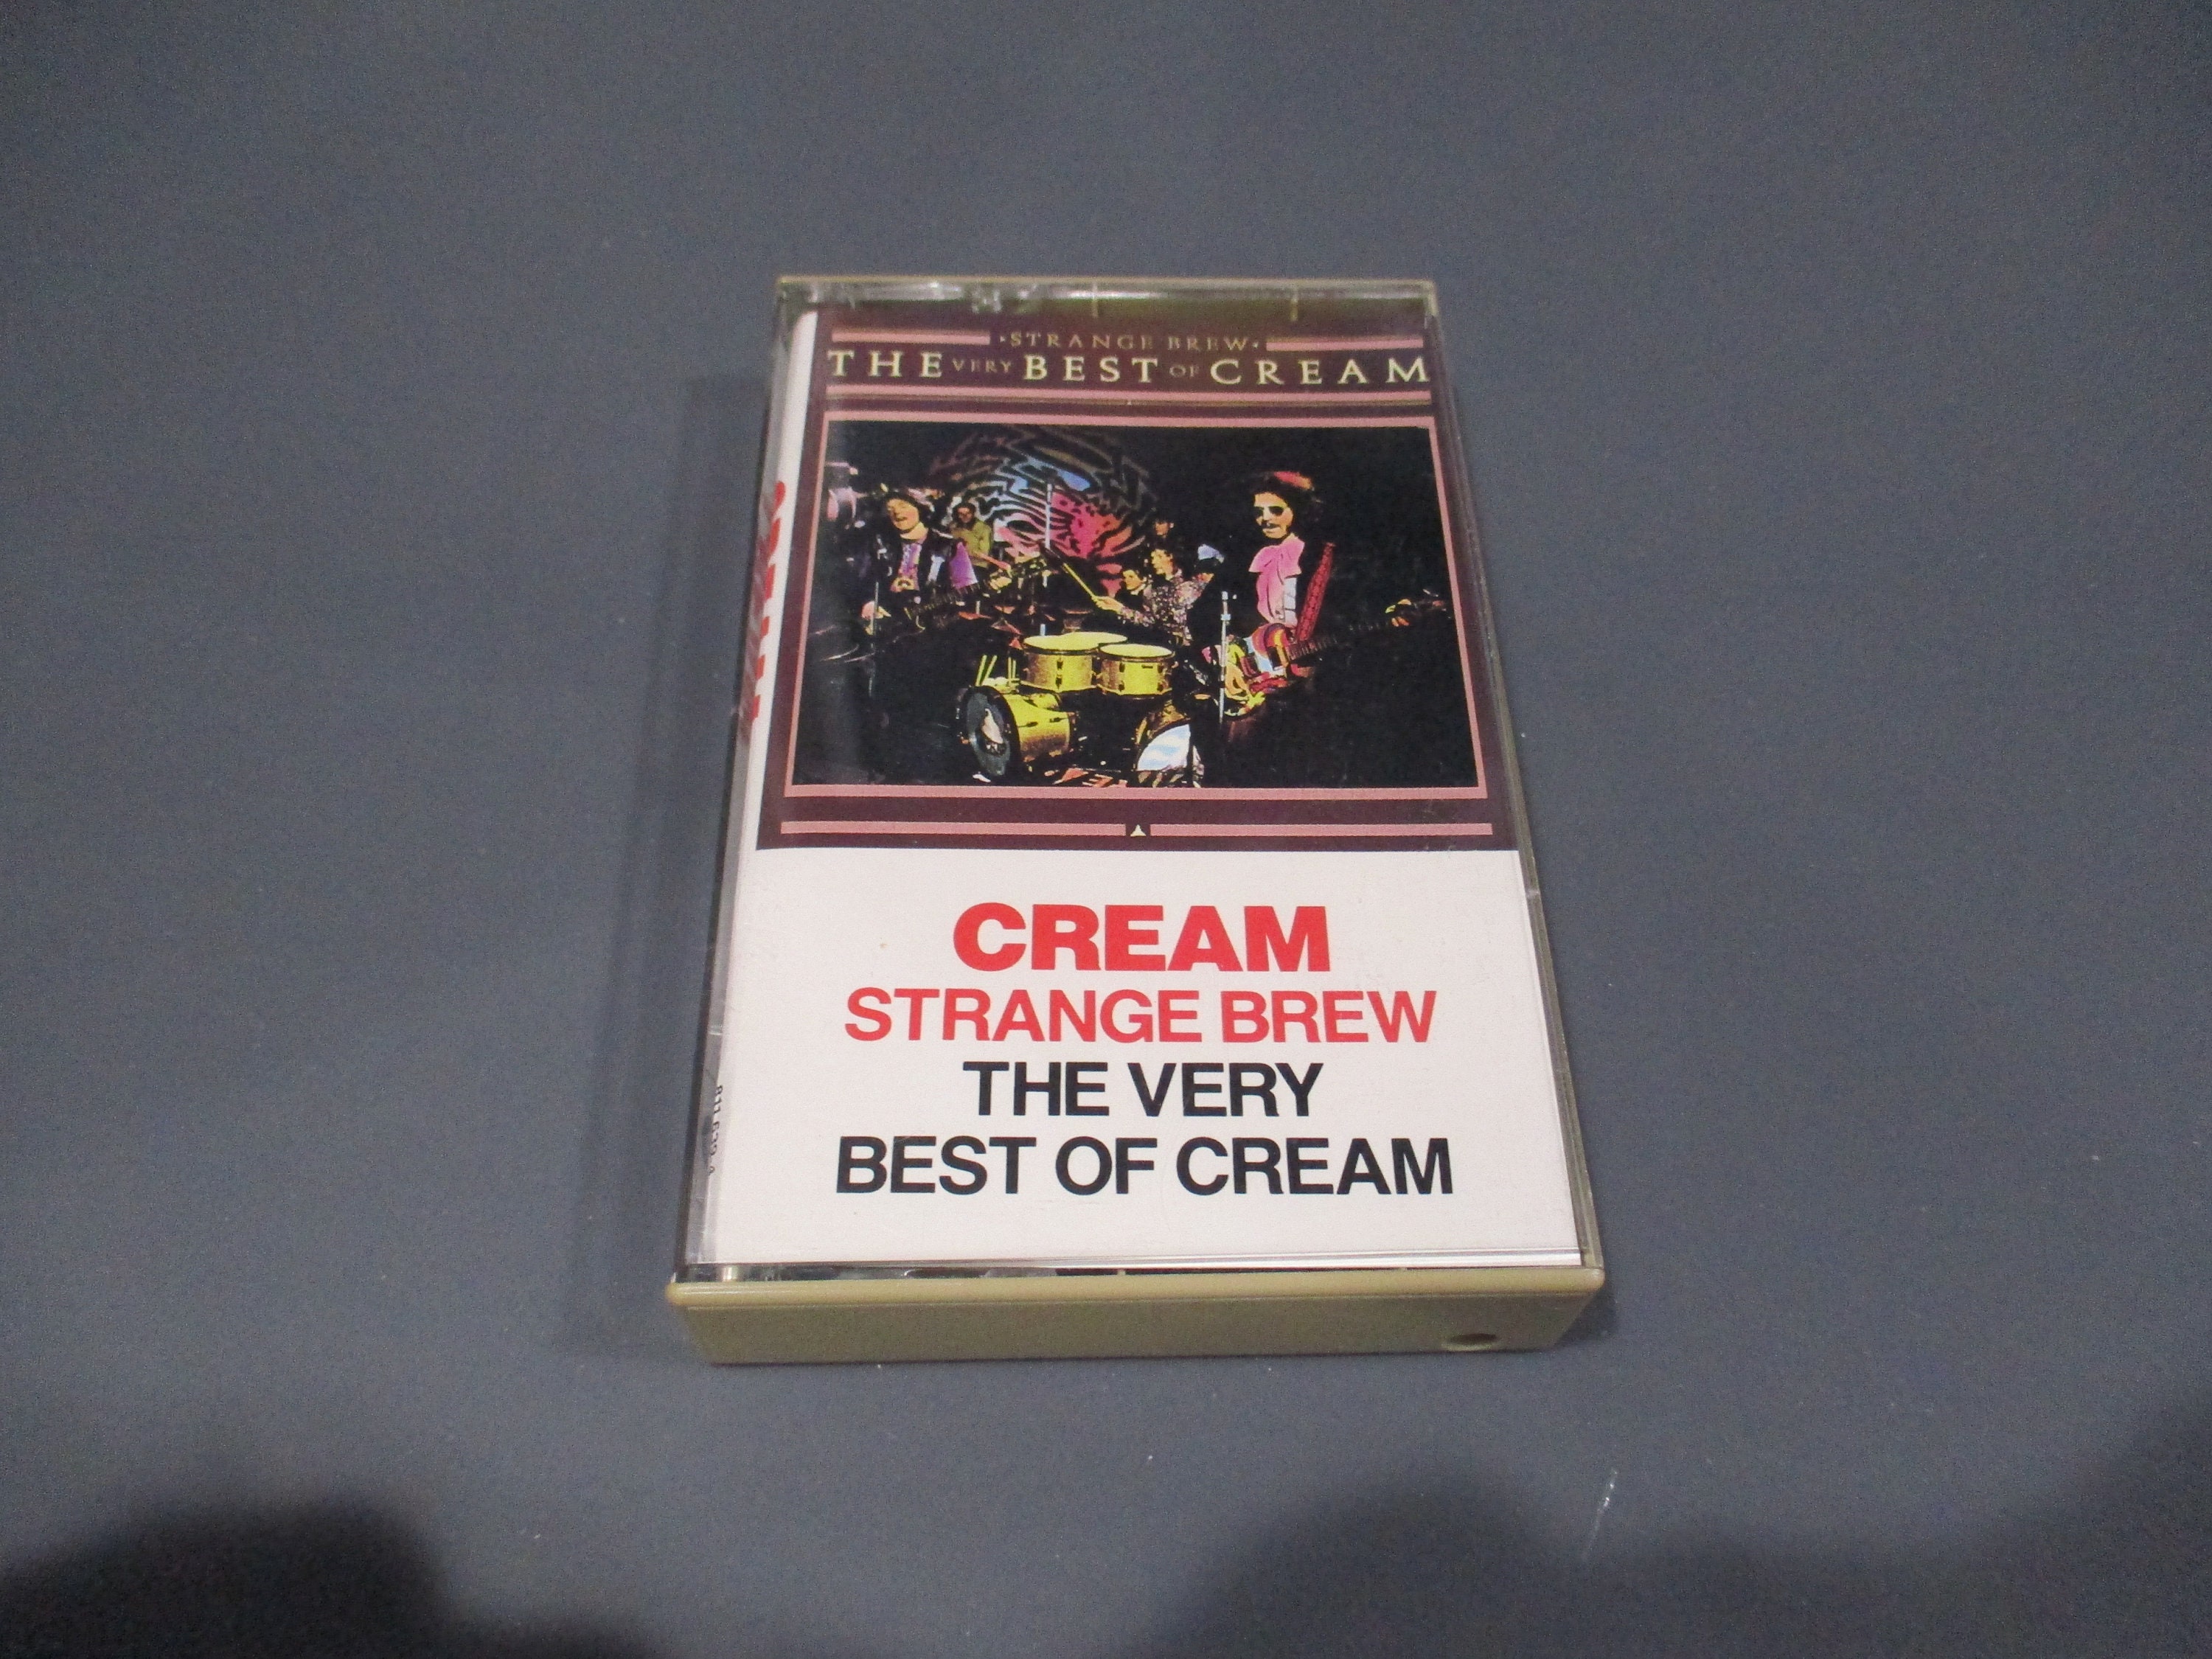 ·STRANGE BREW·
THE VERY BEST OF CREAM
CREAM
STRANGE BREW
THE VERY
BEST OF CREAM